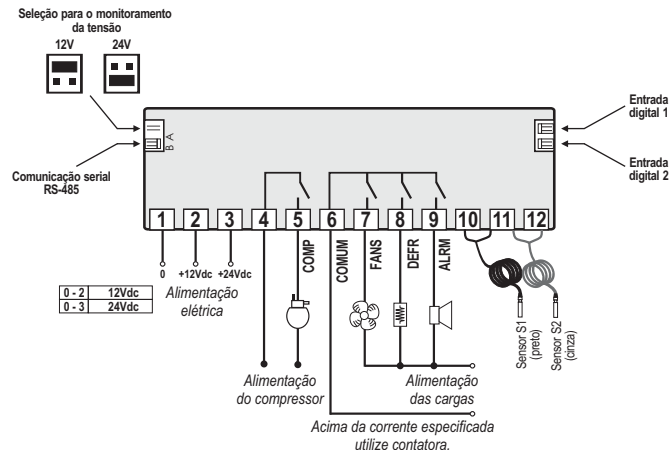 Seleção para o monitoramento
da tensão
12V 24V
Entrada
digital 1
Entrada
digital 2
A
B
Comunicação serial
RS-485
1 2 3 4 5 6 7 8 9 10 11 12
0 +12Vdc +24Vdc
COMP
COMUM
FANS
DEFR
ALRM
0 - 2 12Vdc
0 - 3 24Vdc
Alimentação
elétrica
Sensor S1
(preto)
Sensor S2
(cinza)
Alimentação
do compressor
Alimentação
das cargas
Acima da corrente especificada
utilize contatora.